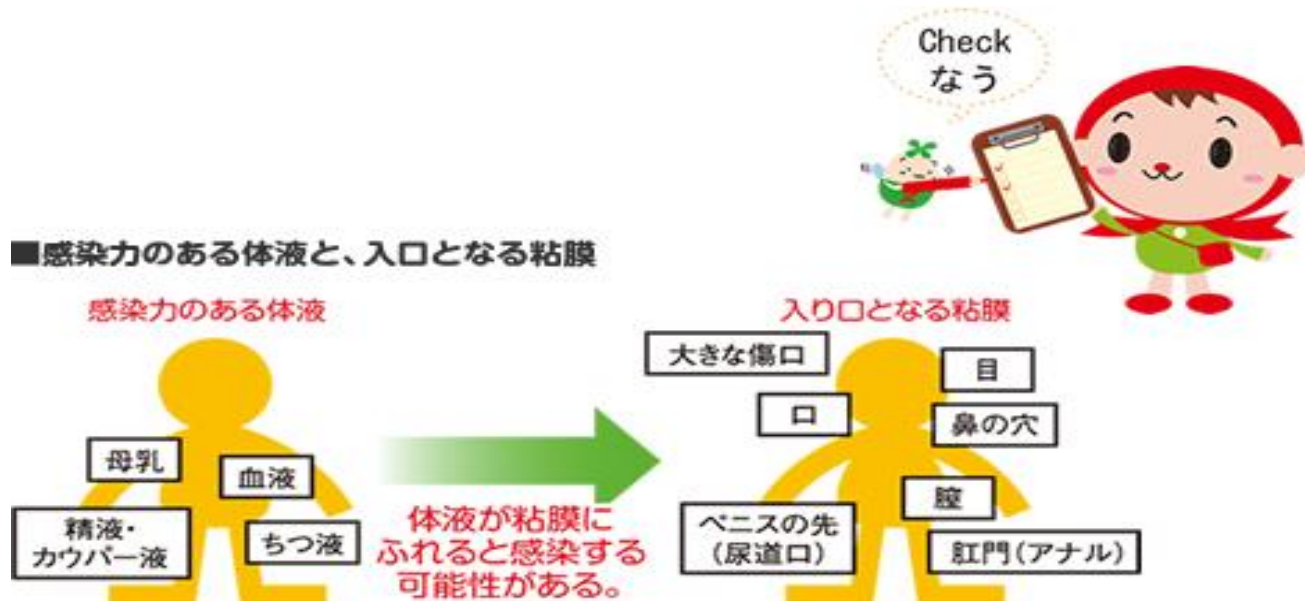 Check
なう
■感染力のある体液と、入口となる粘膜
感染力のある体液
母乳
血液
精液・
カウパー液
ちつ液
体液が粘膜に
ふれると感染する
可能性がある。
入り口となる粘膜
大きな傷口
目
口
鼻の穴
膣
ペニスの先
(尿道口)
肛門(アナル)